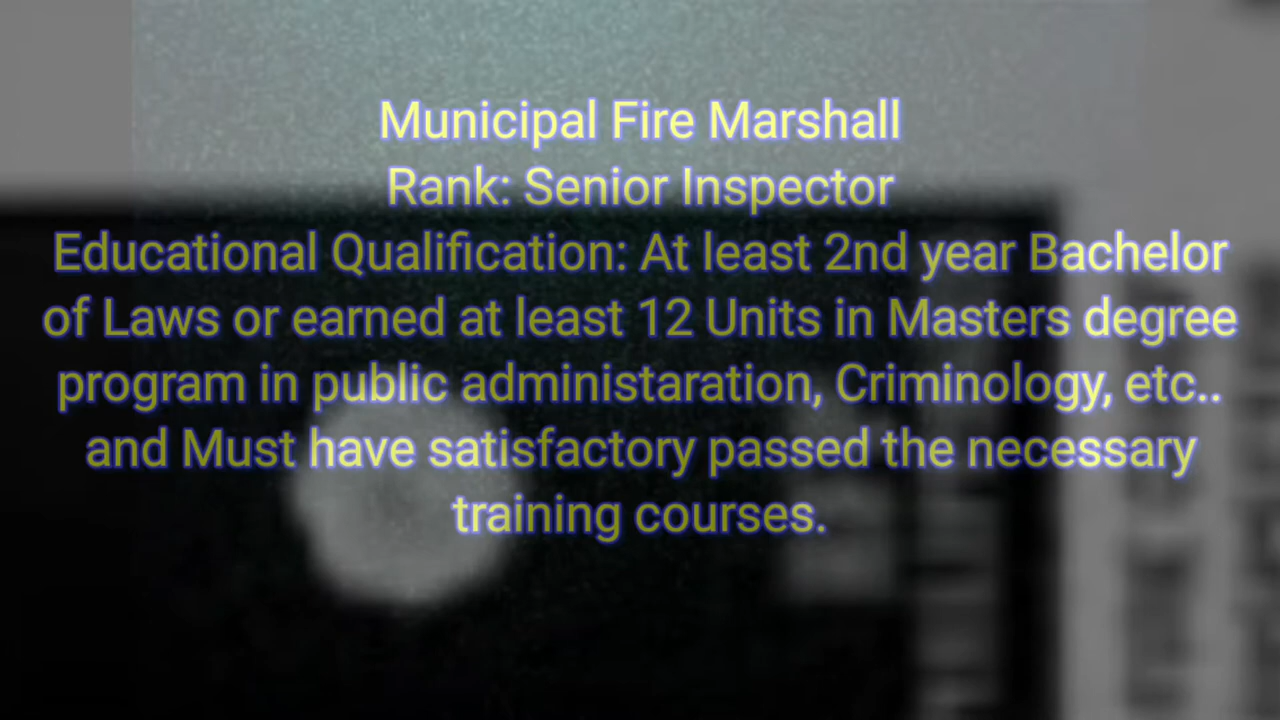 Municipal Fire Marshall
Rank: Senior Inspector
Educational Qualification: At least 2nd year Bachelor
of Laws or earned at least 12 Units in Masters degree
program in public administaration, Criminology, etc..
and Must have satisfactory passed the necessary
training courses.